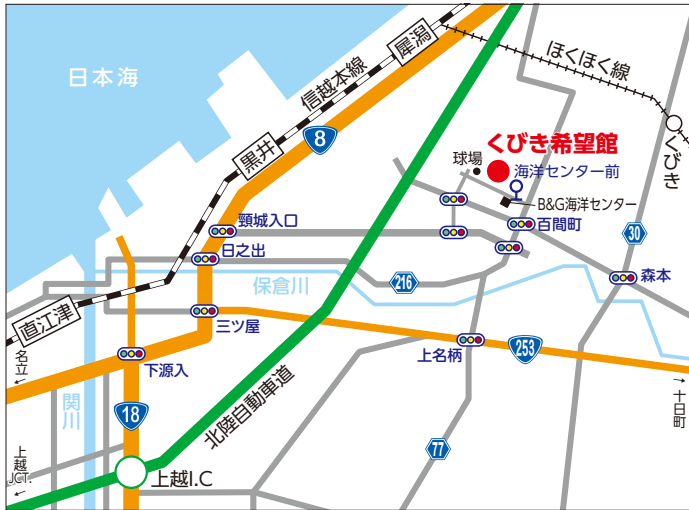 日本海
犀潟
ほくほく線
信越本線
8
くびき
黒井
くびき希望館
球場
海洋センター前
B&G海洋センター
百間町
30
頸城入口
日之出
森本
保倉川
216
直江津
三ツ屋
名立
下源入
上名柄
253
十日町
関川
18
北陸自動車道
77
上越JCT.
上越I.C